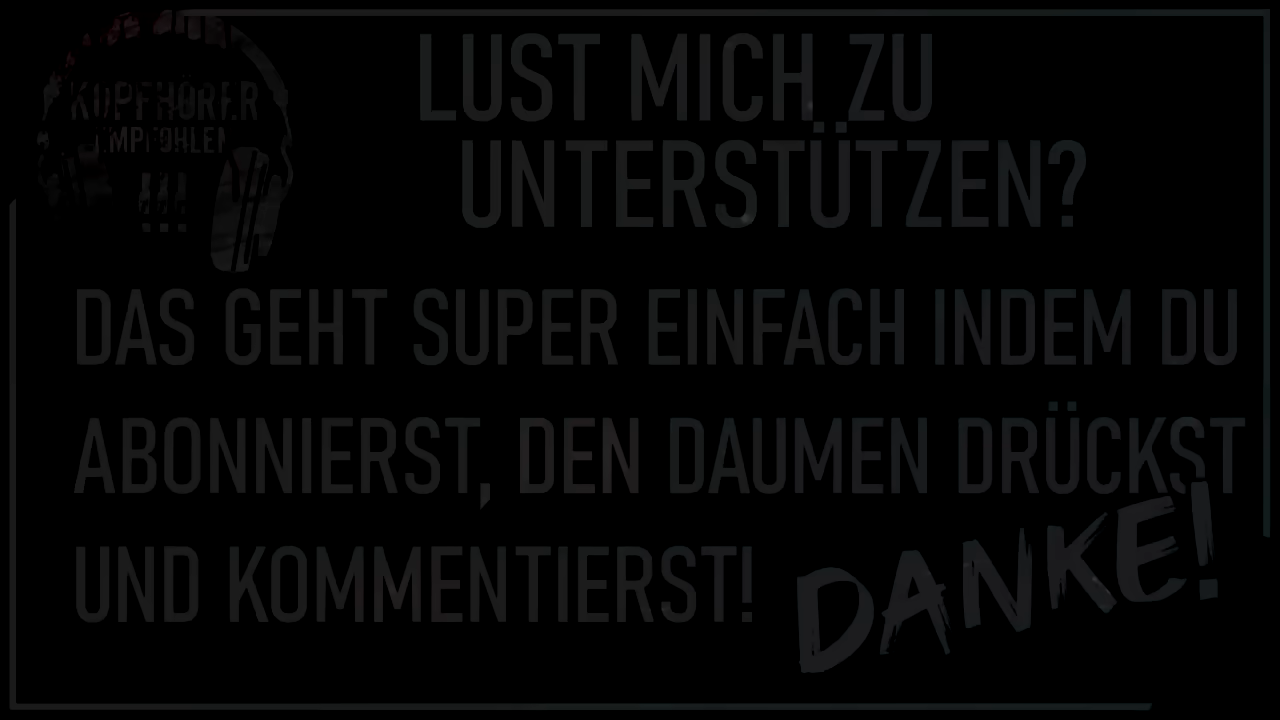 KOPFHÖRER
EMPFOHLEN
!!!
LUST MICH ZU
UNTERSTÜTZEN?
DAS GEHT SUPER EINFACH INDEM DU
ABONNIERST, DEN DAUMEN DRÜCKST
UND KOMMENTIERST!
DANKE!